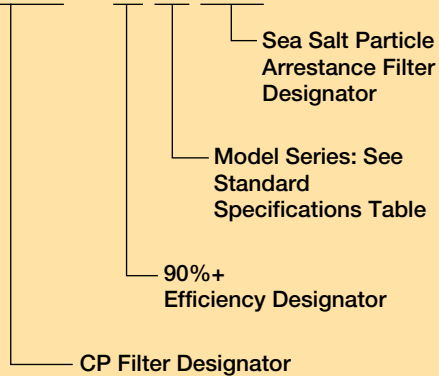 Sea Salt Particle
Arrestance Filter
Designator
Model Series: See
Standard
Specifications Table
90%+
Efficiency Designator
CP Filter Designator